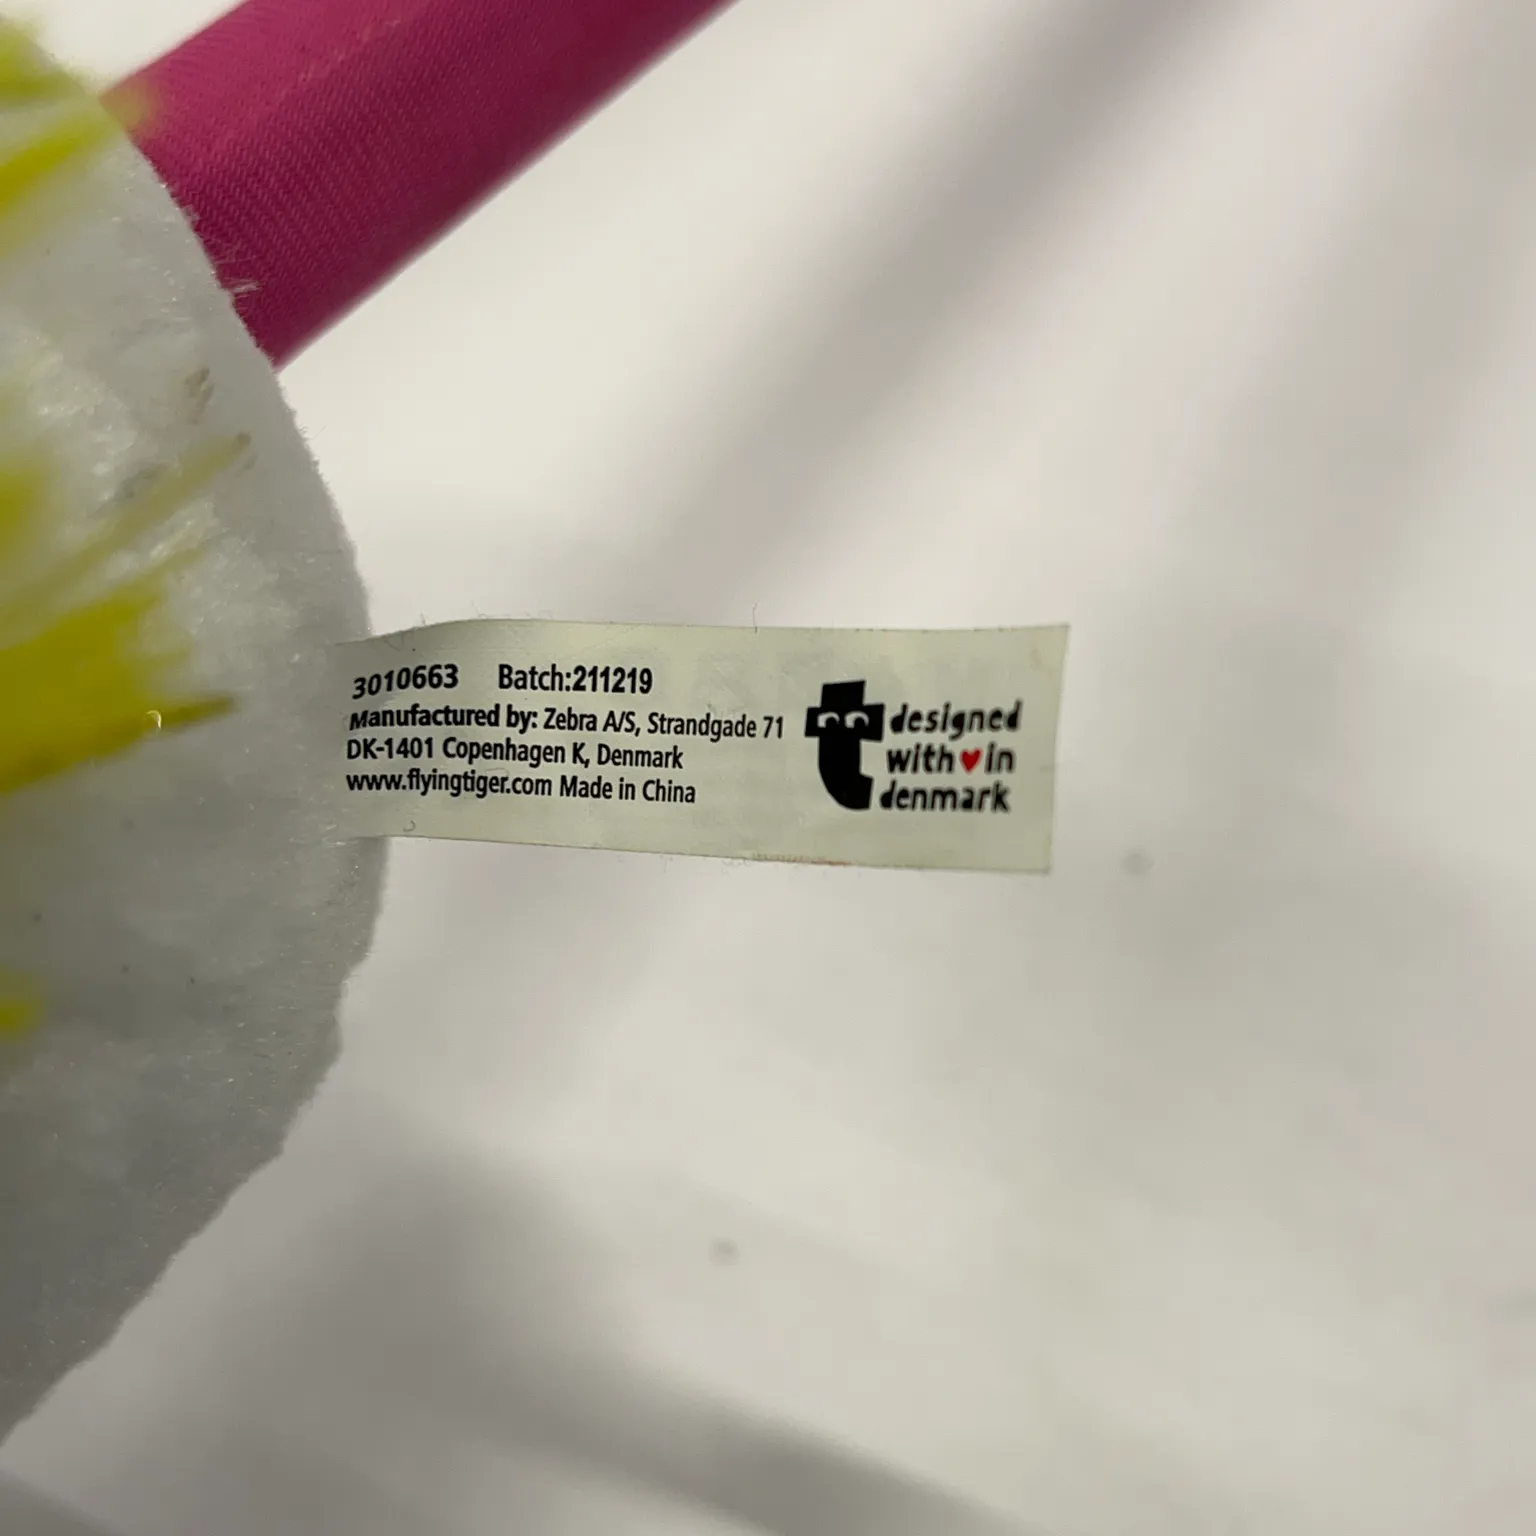 3010663 Batch:211219
Manufactured by: Zebra A/S, Strandgade 71
DK-1401 Copenhagen K, Denmark
www.flyingtiger.com Made in China
designed
with♥in
denmark